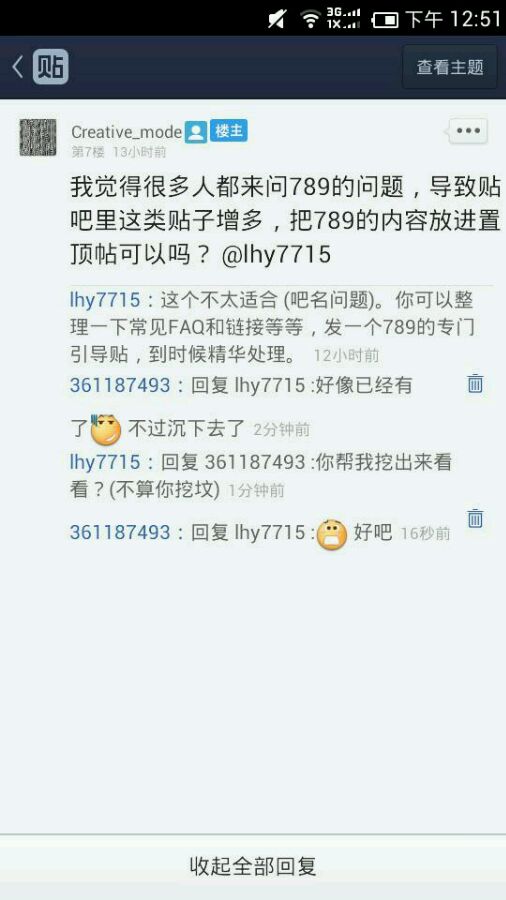 3G
1X
下午 12:51
贴
查看主题
Creative_mode 楼主
第7楼 13小时前
我觉得很多人都来问789的问题，导致贴
吧里这类贴子增多，把789的内容放进置
顶帖可以吗？ @lhy7715
lhy7715：这个不太适合 (吧名问题)。你可以整
理一下常见FAQ和链接等等，发一个789的专门
引导贴，到时候精华处理。 12小时前
361187493：回复 lhy7715 :好像已经有
了 不过沉下去了 2分钟前
lhy7715：回复 361187493 :你帮我挖出来看
看？(不算你挖坟) 1分钟前
361187493：回复 lhy7715 : 好吧 16秒前
收起全部回复